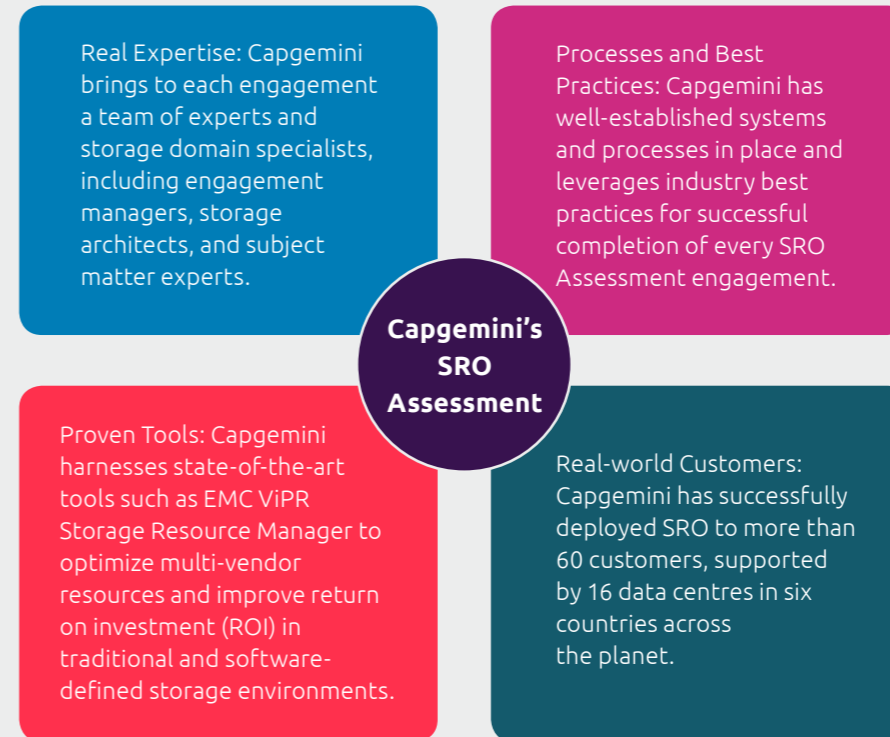 Real Expertise: Capgemini
brings to each engagement
a team of experts and
storage domain specialists,
including engagement
managers, storage
architects, and subject
matter experts.
Processes and Best
Practices: Capgemini has
well-established systems
and processes in place and
leverages industry best
practices for successful
completion of every SRO
Assessment engagement.
Capgemini’s
SRO
Assessment
Proven Tools: Capgemini
harnesses state-of-the-art
tools such as EMC ViPR
Storage Resource Manager to
optimize multi-vendor
resources and improve return
on investment (ROI) in
traditional and software-
defined storage environments.
Real-world Customers:
Capgemini has successfully
deployed SRO to more than
60 customers, supported
by 16 data centres in six
countries across
the planet.